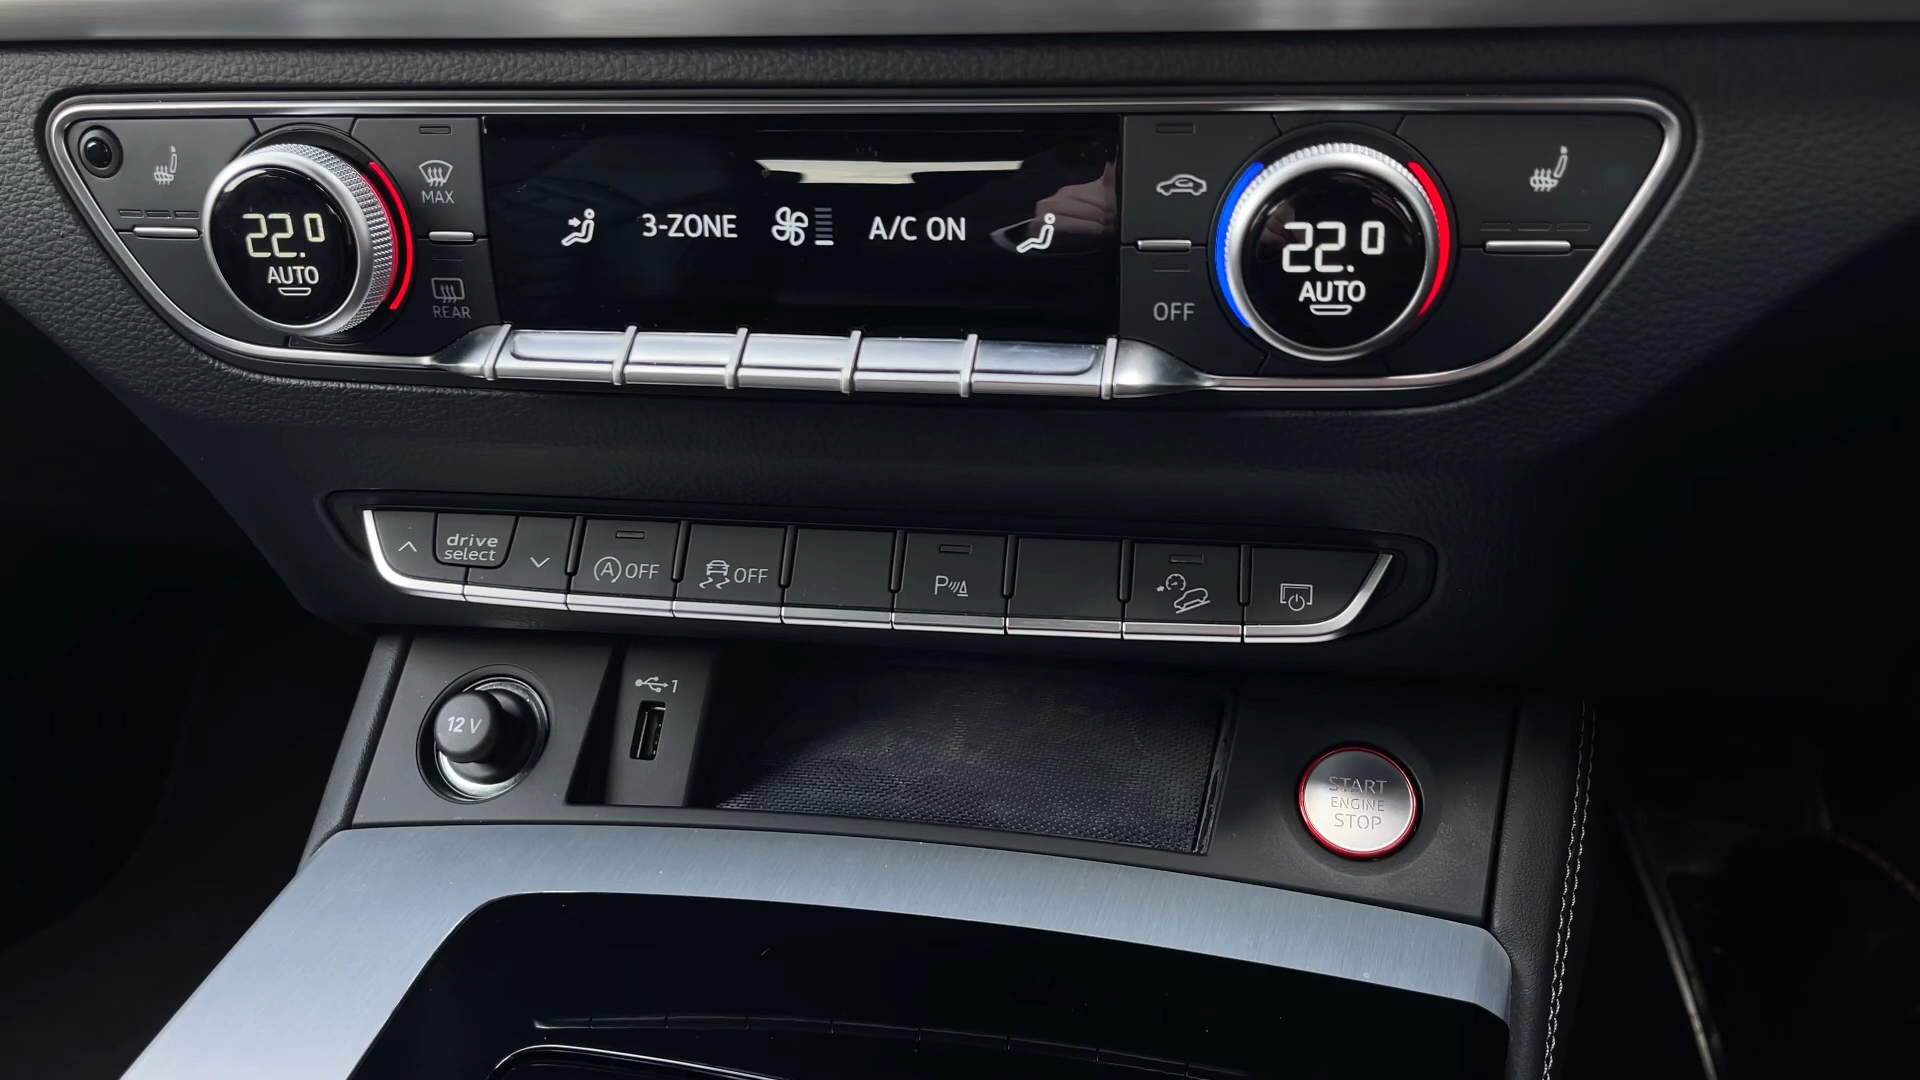 22.0
AUTO
MAX
REAR
3-ZONE
A/C ON
OFF
22.0
AUTO
drive
select
A OFF
OFF
P
12 V
1
START
ENGINE
STOP